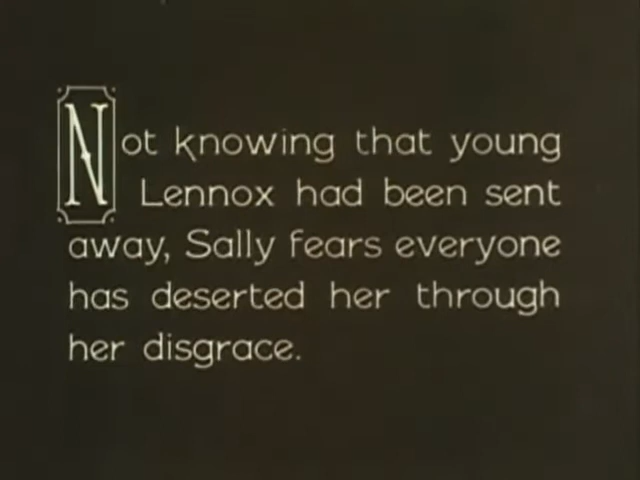 Not knowing that young
Lennox had been sent
away, Sally fears everyone
has deserted her through
her disgrace.